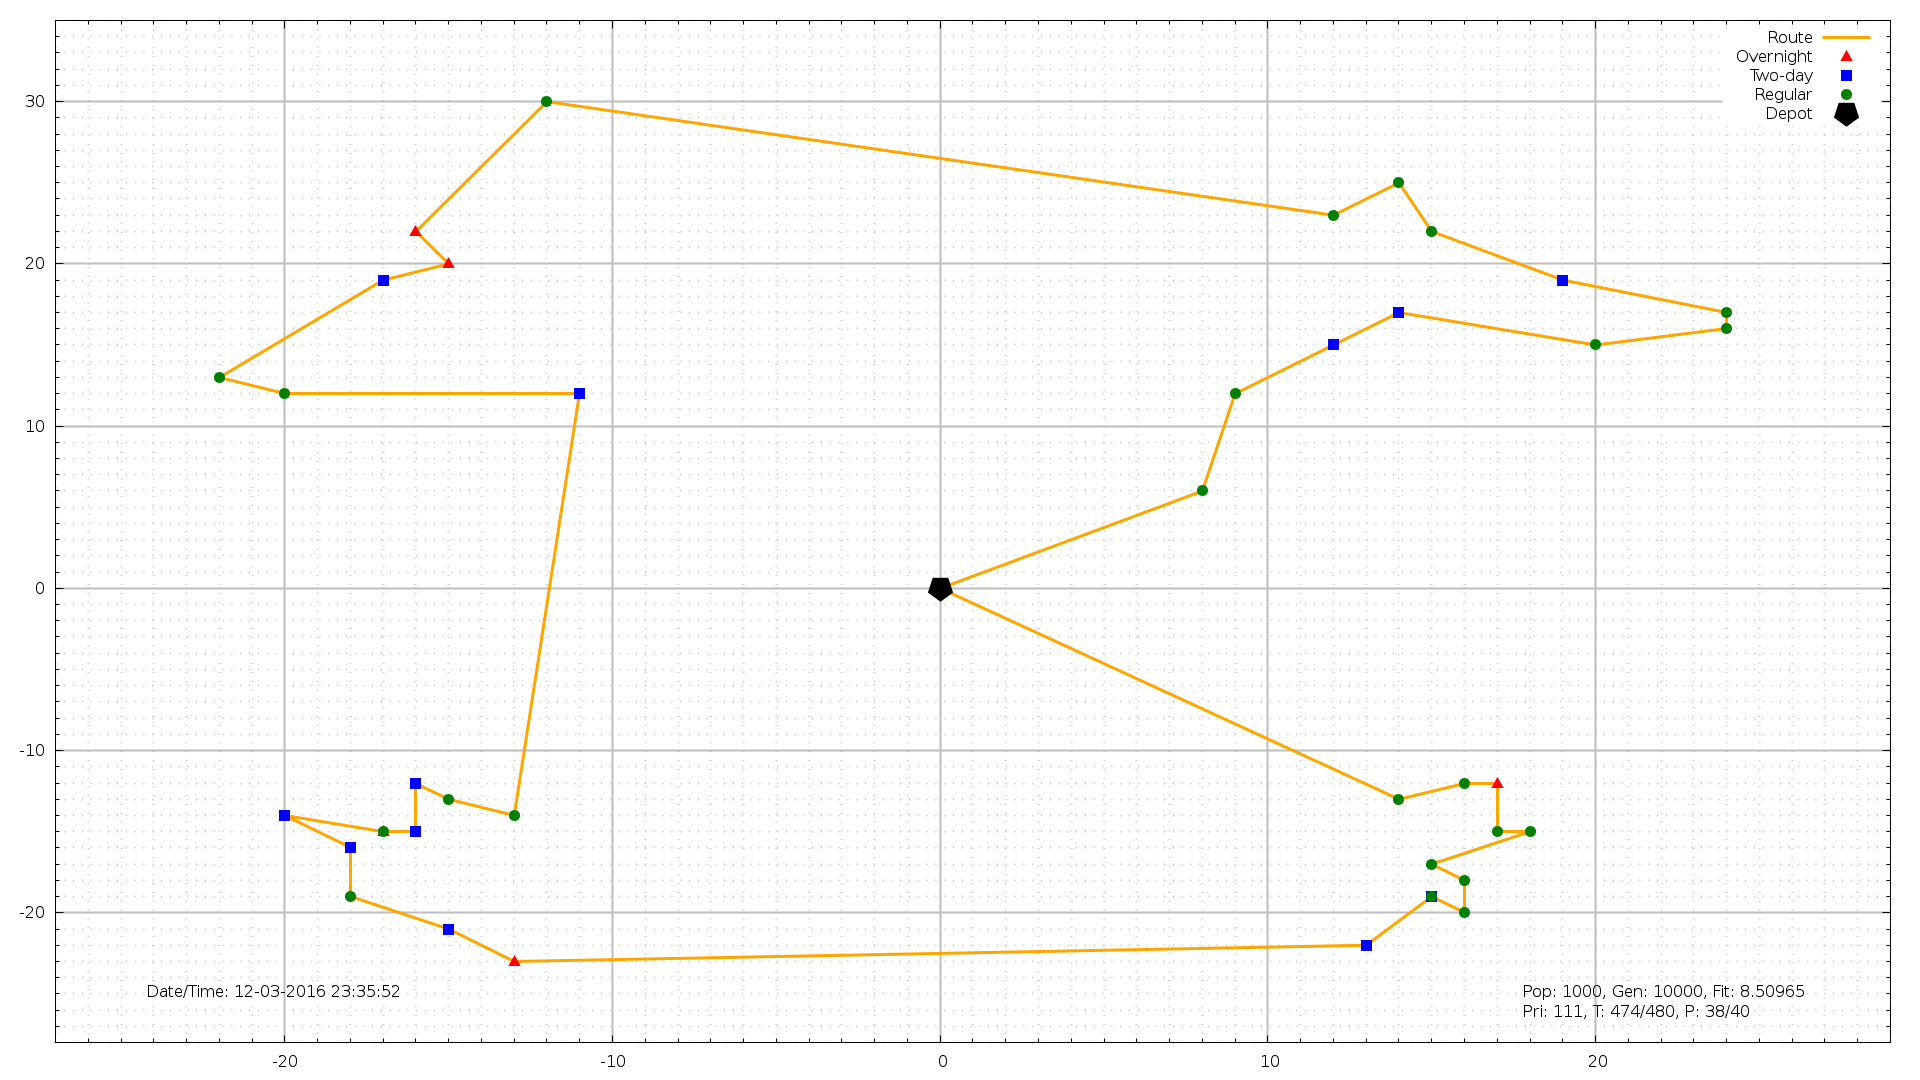 Route
Overnight
Two-day
Regular
Depot
30
20
10
0
-10
-20
Date/Time: 12-03-2016 23:35:52
Pop: 1000, Gen: 10000, Fit: 8.50965
Pri: 111, T: 474/480, P: 38/40
-20 -10 0 10 20